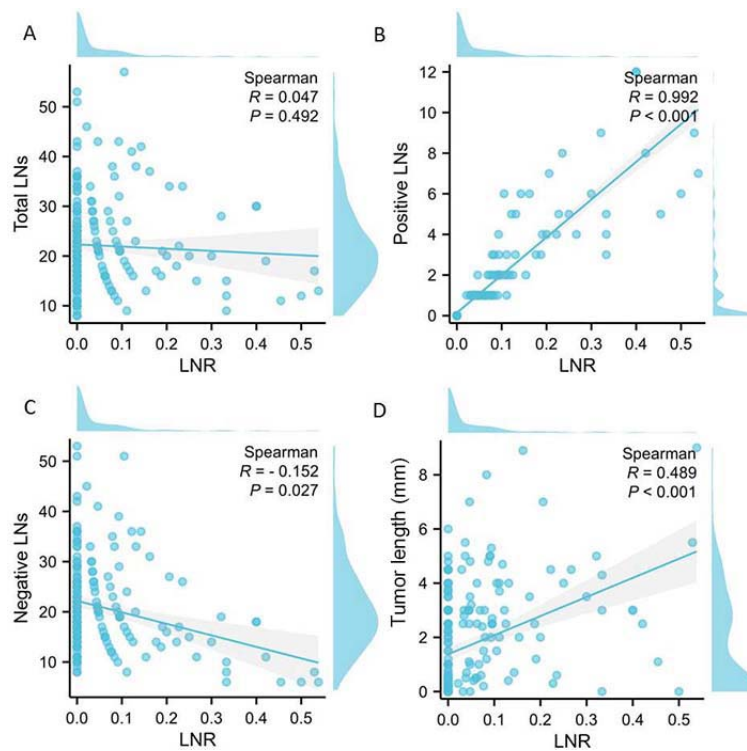 A
Spearman
R = 0.047
P = 0.492
Total LNs
50
40
30
20
10
0.0 0.1 0.2 0.3 0.4 0.5
LNR
B
Spearman
R = 0.992
P < 0.001
Positive LNs
12
10
8
6
4
2
0
0.0 0.1 0.2 0.3 0.4 0.5
LNR
C
Spearman
R = - 0.152
P = 0.027
Negative LNs
50
40
30
20
10
0.0 0.1 0.2 0.3 0.4 0.5
LNR
D
Spearman
R = 0.489
P < 0.001
Tumor length (mm)
8
6
4
2
0
0.0 0.1 0.2 0.3 0.4 0.5
LNR